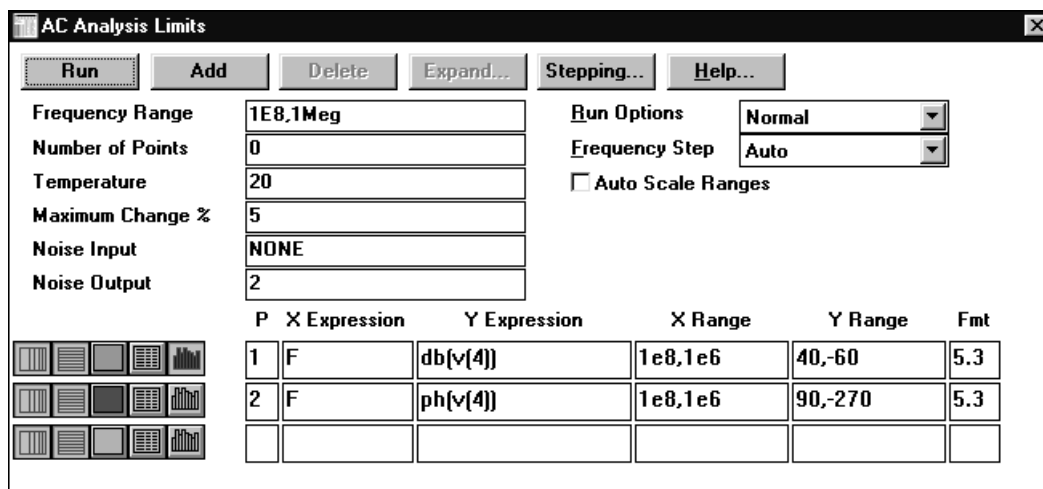 AC Analysis Limits
Run Add Delete Expand... Stepping... Help...
Frequency Range 1E8,1Meg Run Options Normal
Number of Points 0 Frequency Step Auto
Temperature 20 Auto Scale Ranges
Maximum Change % 5
Noise Input NONE
Noise Output 2
P X Expression Y Expression X Range Y Range Fmt
1 F db(v(4)) 1e8,1e6 40,-60 5.3
2 F ph(v(4)) 1e8,1e6 90,-270 5.3